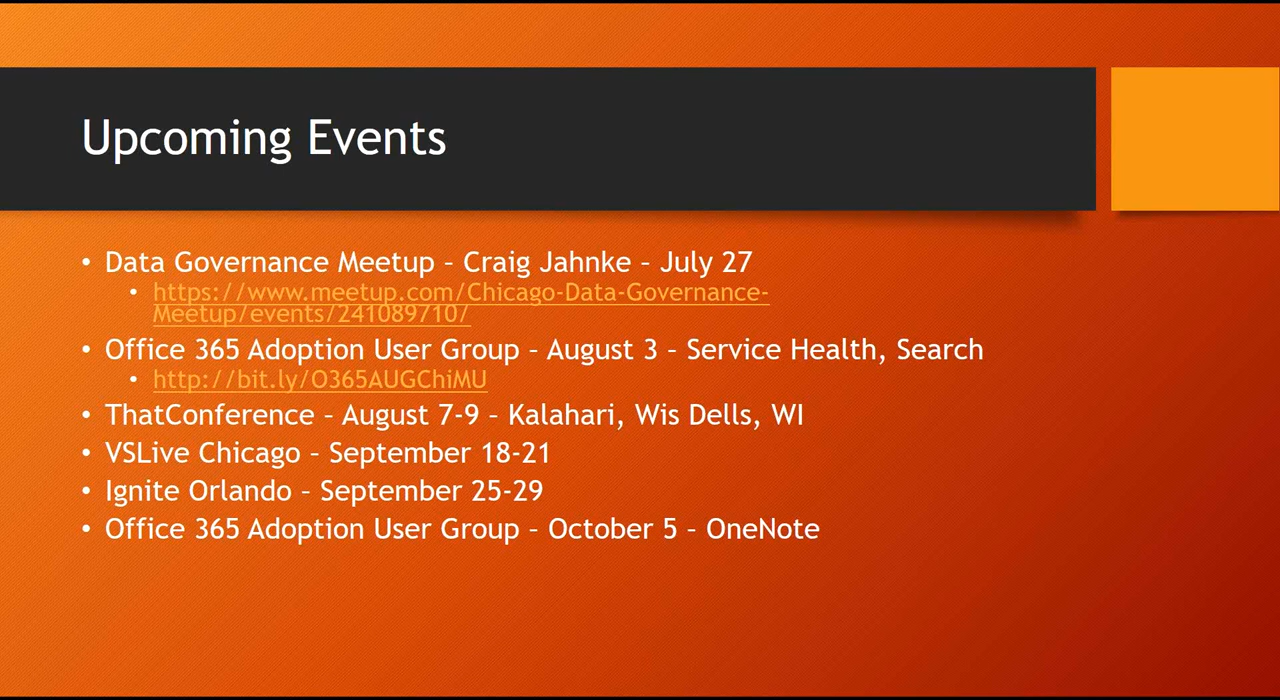 Upcoming Events
• Data Governance Meetup – Craig Jahnke – July 27
• https://www.meetup.com/Chicago-Data-Governance-
Meetup/events/241089710/
• Office 365 Adoption User Group – August 3 – Service Health, Search
• http://bit.ly/O365AUGChiMU
• ThatConference – August 7-9 – Kalahari, Wis Dells, WI
• VSLive Chicago – September 18-21
• Ignite Orlando – September 25-29
• Office 365 Adoption User Group – October 5 – OneNote